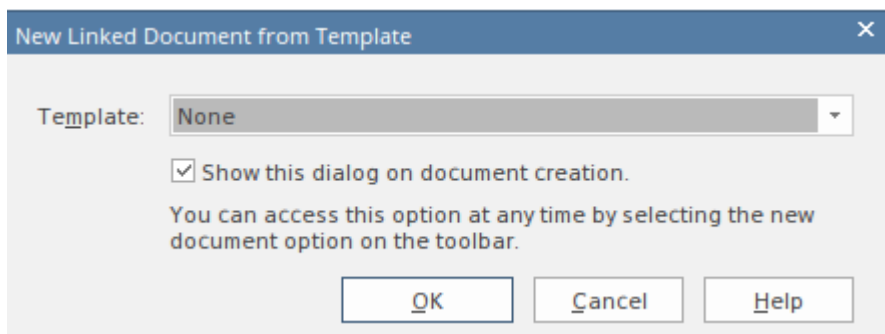 New Linked Document from Template
Template: None
Show this dialog on document creation.
You can access this option at any time by selecting the new
document option on the toolbar.
OK Cancel Help